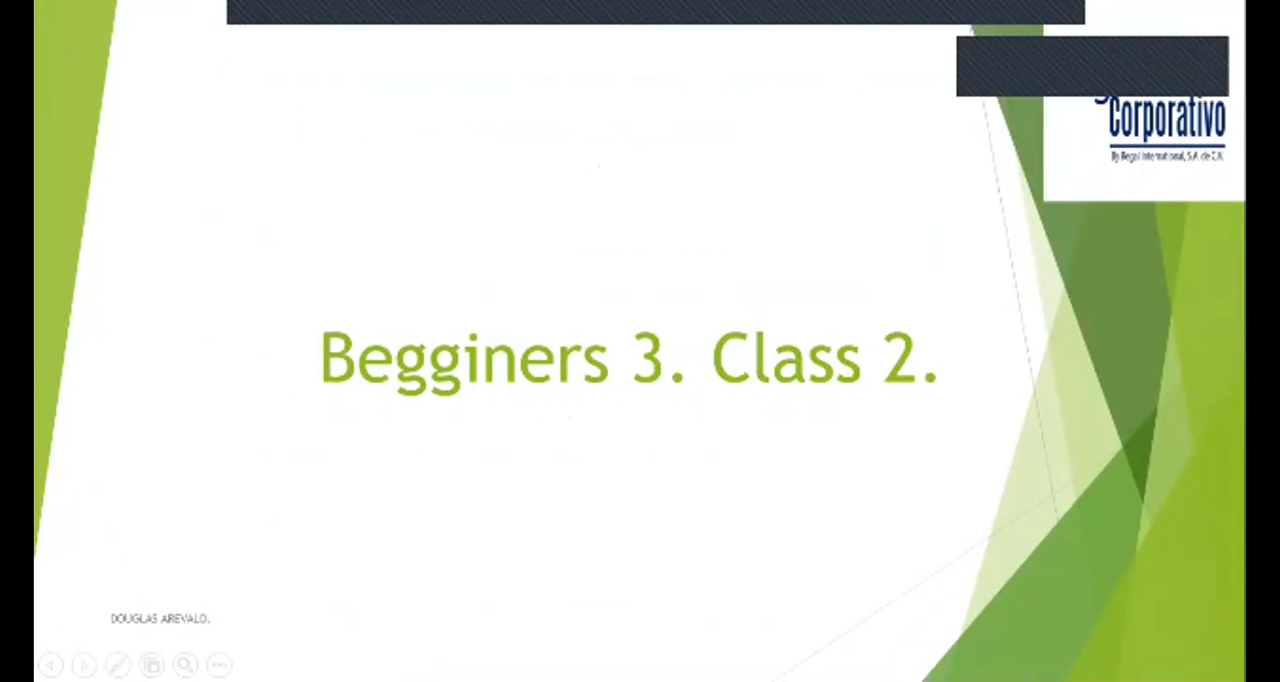 Corporativo
By Regal International, S.A. de C.V.
Begginers 3. Class 2.
DOUGLAS AREVALO.